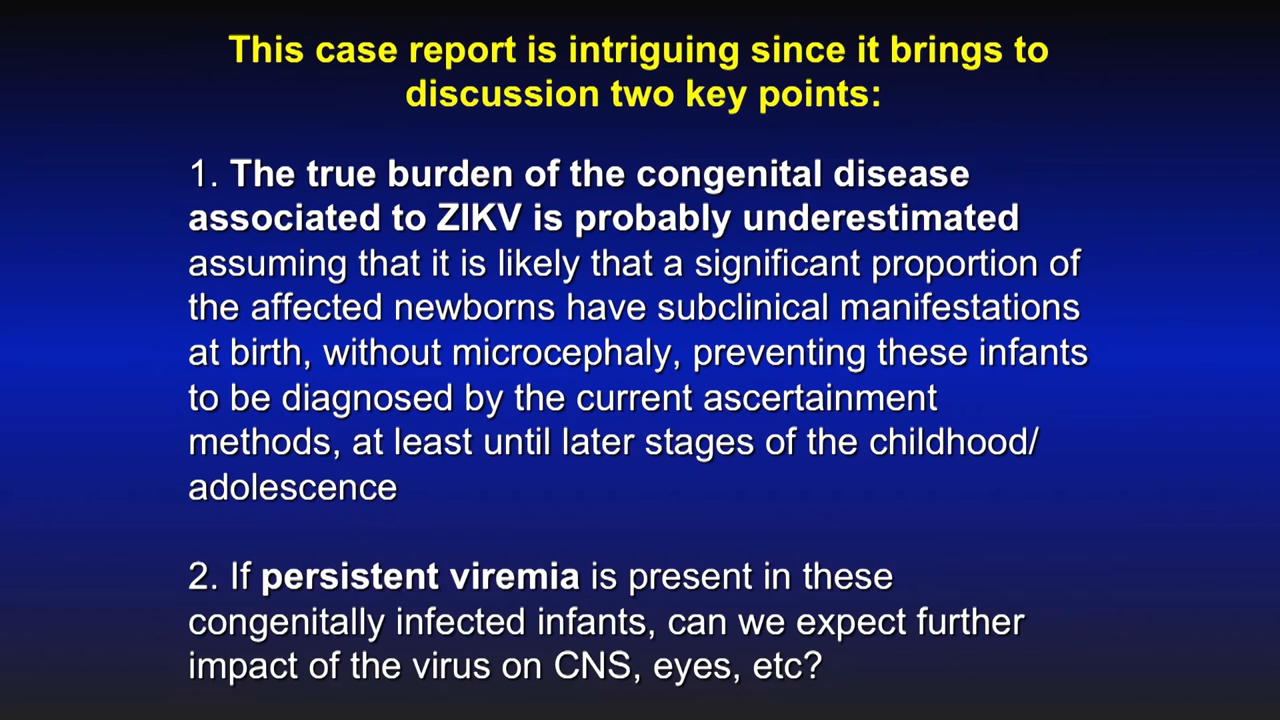 This case report is intriguing since it brings to
discussion two key points:
1. The true burden of the congenital disease
associated to ZIKV is probably underestimated
assuming that it is likely that a significant proportion of
the affected newborns have subclinical manifestations
at birth, without microcephaly, preventing these infants
to be diagnosed by the current ascertainment
methods, at least until later stages of the childhood/
adolescence
2. If persistent viremia is present in these
congenitally infected infants, can we expect further
impact of the virus on CNS, eyes, etc?